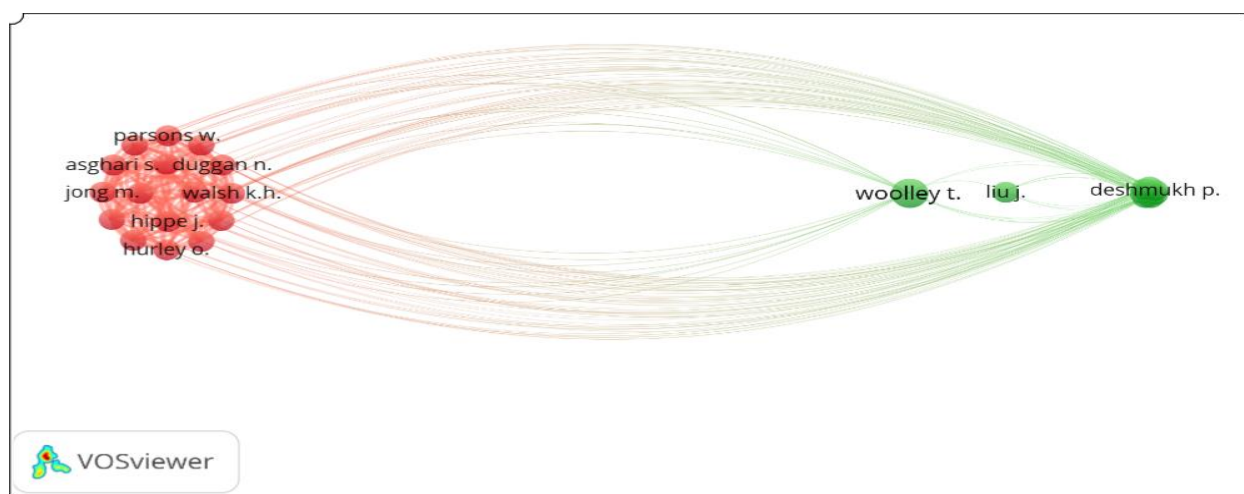 parsons w.
asghari s. duggan n.
jong m. walsh k.h.
hippe j.
hurley o.
woolley t. liu j. deshmukh p.
VOSviewer